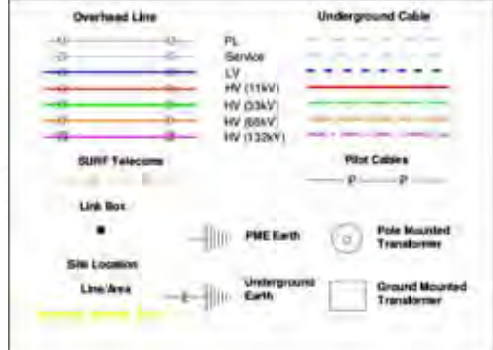 Overhead Line
Underground Cable
PL
Service
LV
HV (11kV)
HV (33kV)
HV (66kV)
HV (132kV)
SURF Telecoms
Pilot Cables
P P
Link Box
PME Earth
Pole Mounted
Transformer
Site Location
Line/Area
E
Underground
Earth
Ground Mounted
Transformer